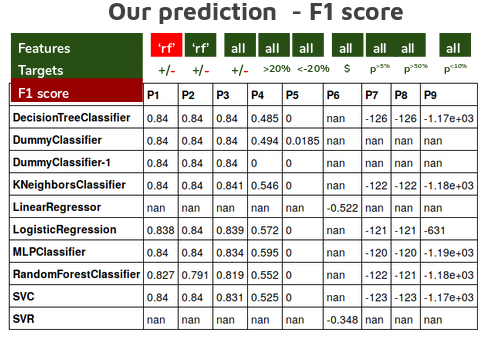 Our prediction - F1 score
Features 'rf' 'rf' all all all all all all all
Targets +/- +/- +/- >20% <-20% $ p>5% p>50% p<10%
F1 score P1 P2 P3 P4 P5 P6 P7 P8 P9
DecisionTreeClassifier 0.84 0.84 0.84 0.485 0 nan -126 -126 -1.17e+03
DummyClassifier 0.84 0.84 0.84 0.494 0.0185 nan nan nan nan
DummyClassifier-1 0.84 0.84 0.84 0 0 nan nan nan nan
KNeighborsClassifier 0.84 0.84 0.841 0.546 0 nan -122 -122 -1.18e+03
LinearRegressor nan nan nan nan nan -0.522 nan nan nan
LogisticRegression 0.838 0.84 0.839 0.572 0 nan -121 -121 -631
MLPClassifier 0.84 0.84 0.834 0.595 0 nan -120 -120 -1.19e+03
RandomForestClassifier 0.827 0.791 0.819 0.552 0 nan -122 -121 -1.18e+03
SVC 0.84 0.84 0.831 0.525 0 nan -123 -123 -1.17e+03
SVR nan nan nan nan nan -0.348 nan nan nan